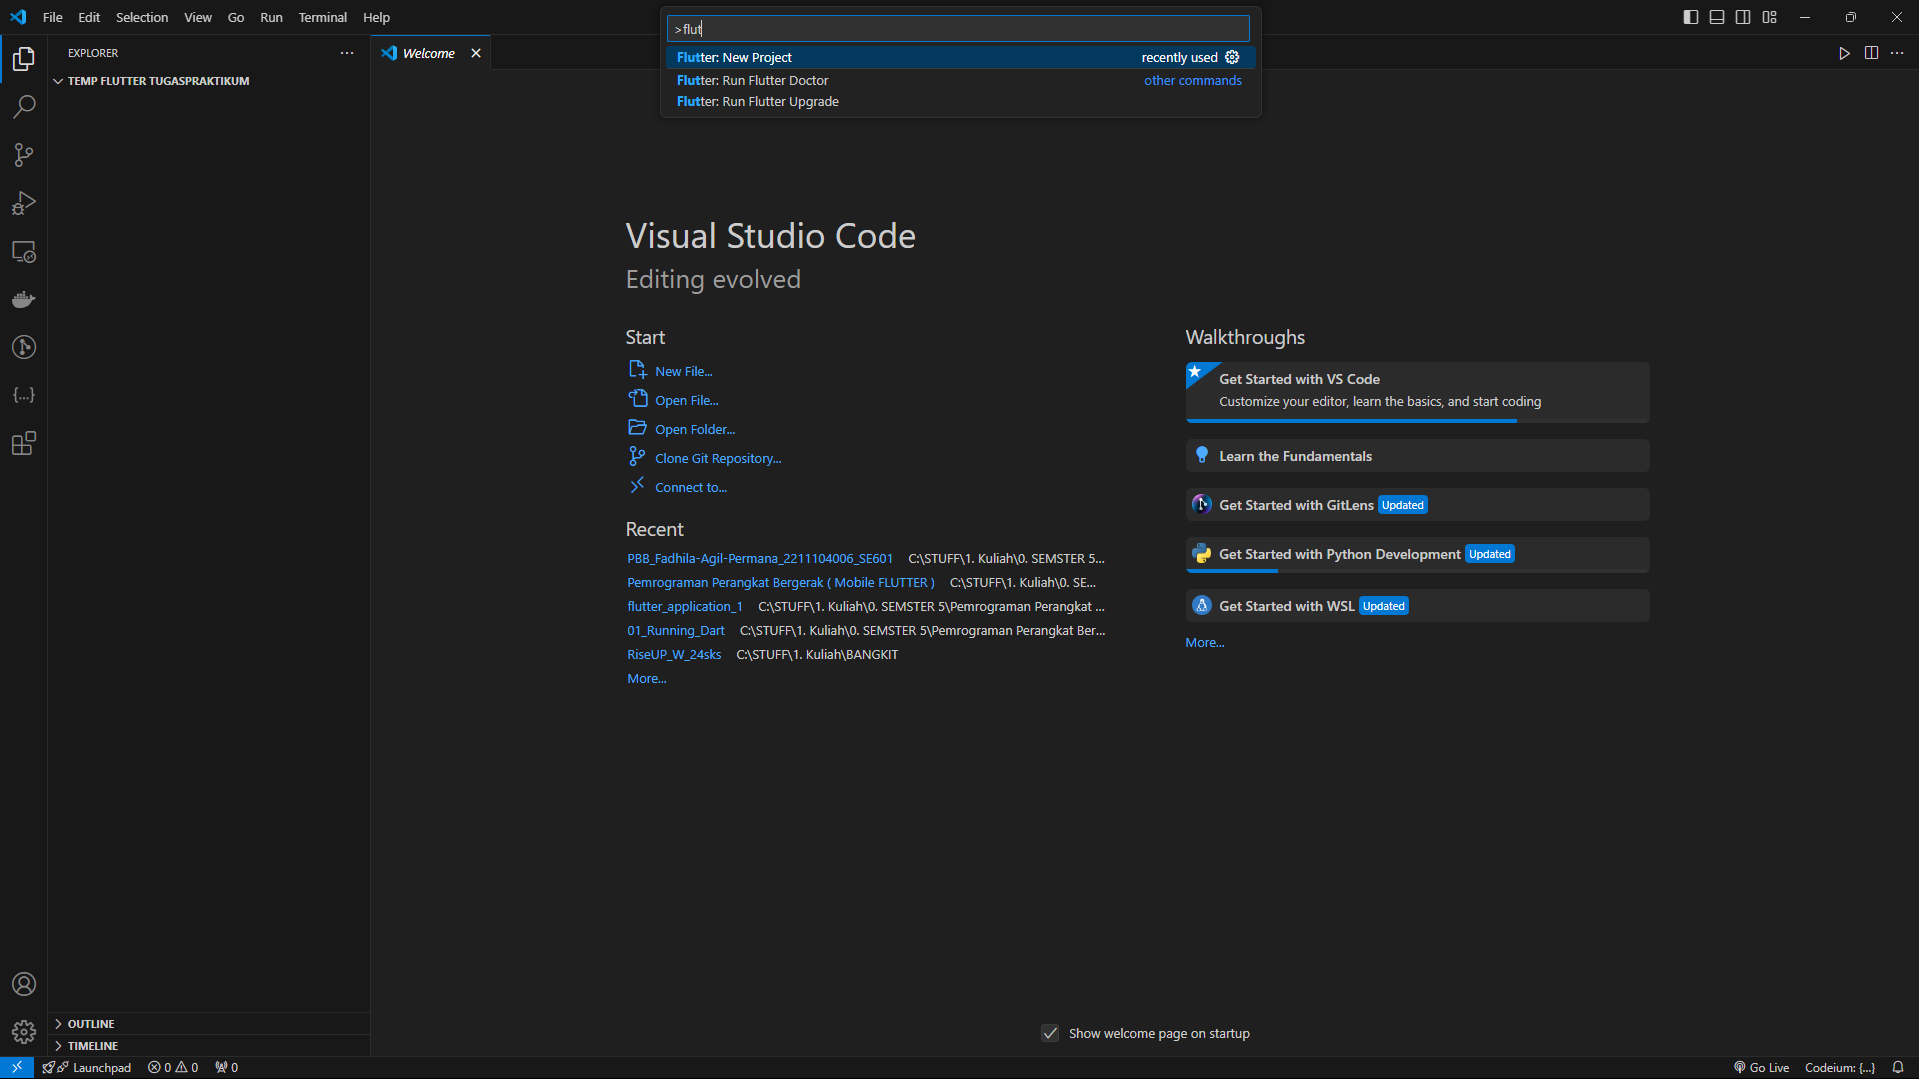 File Edit Selection View Go Run Terminal Help
>flut
Flutter: New Project recently used
Flutter: Run Flutter Doctor other commands
Flutter: Run Flutter Upgrade
EXPLORER
Welcome
TEMP FLUTTER TUGASPRAKTIKUM
Visual Studio Code
Editing evolved
Start
New File...
Open File...
Open Folder...
Clone Git Repository...
Connect to...
Recent
PBB_Fadhila-Agil-Permana_2211104006_SE601 C:\STUFF\1. Kuliah\0. SEMSTER 5...
Pemrograman Perangkat Bergerak ( Mobile FLUTTER ) C:\STUFF\1. Kuliah\0. SE...
flutter_application_1 C:\STUFF\1. Kuliah\0. SEMSTER 5\Pemrograman Perangkat ...
01_Running_Dart C:\STUFF\1. Kuliah\0. SEMSTER 5\Pemrograman Perangkat Ber...
RiseUP_W_24sks C:\STUFF\1. Kuliah\BANGKIT
More...
Walkthroughs
Get Started with VS Code
Customize your editor, learn the basics, and start coding
Learn the Fundamentals
Get Started with GitLens Updated
Get Started with Python Development Updated
Get Started with WSL Updated
More...
Show welcome page on startup
OUTLINE
TIMELINE
Launchpad 0 0 0
Go Live Codeium: {...}